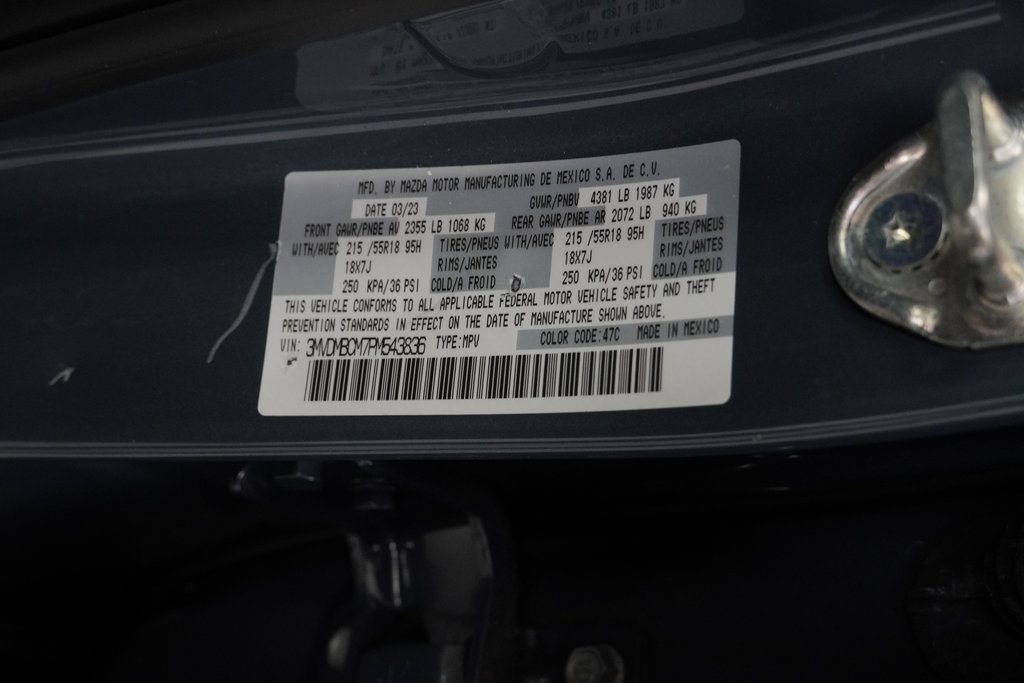 MFD. BY MAZDA MOTOR MANUFACTURING DE MEXICO S.A. DE C.V.
DATE 03/23 GVWR/PNBV 4381 LB 1987 KG
FRONT GAWR/PNBE AV 2355 LB 1068 KG REAR GAWR/PNBE AR 2072 LB 940 KG
WITH/AVEC 215 /55R18 95H TIRES/PNEUS WITH/AVEC 215 /55R18 95H TIRES/PNEUS
18X7J RIMS/JANTES 18X7J RIMS/JANTES
250 KPA/36 PSI COLD/A FROID 250 KPA/36 PSI COLD/A FROID
THIS VEHICLE CONFORMS TO ALL APPLICABLE FEDERAL MOTOR VEHICLE SAFETY AND THEFT
PREVENTION STANDARDS IN EFFECT ON THE DATE OF MANUFACTURE SHOWN ABOVE.
VIN: 3MVDMBCM7PM543836 TYPE:MPV COLOR CODE:47C MADE IN MEXICO